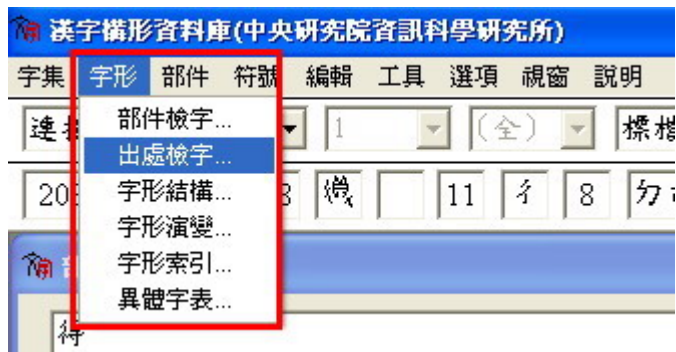 漢字構形資料庫(中央研究院資訊科學研究所)
字集 字形 部件 符號 編輯 工具 選項 視窗 說明
部件檢字...
1 (全)
出處檢字...
字形結構...
11 彳 8
字形演變...
字形索引...
異體字表...
得